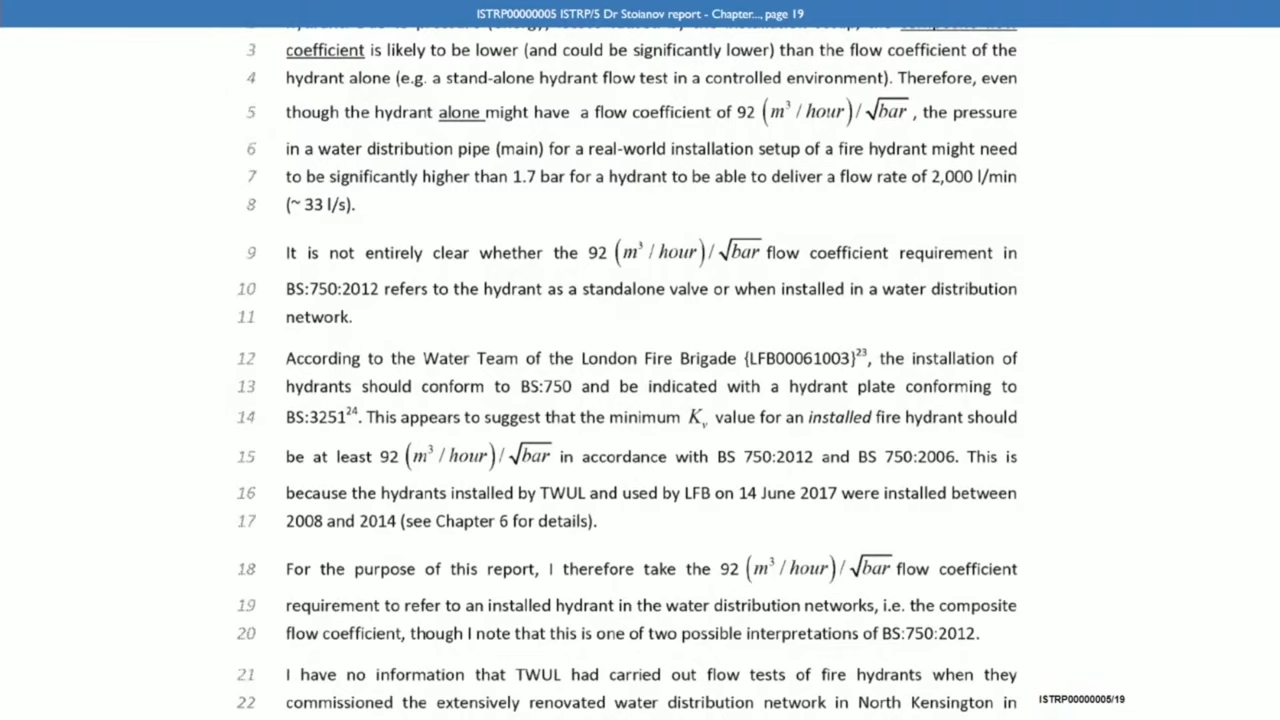 ISTRP00000005 ISTRP/5 Dr Stoianov report - Chapter..., page 19
3 coefficient is likely to be lower (and could be significantly lower) than the flow coefficient of the
4 hydrant alone (e.g. a stand-alone hydrant flow test in a controlled environment). Therefore, even
5 though the hydrant alone might have a flow coefficient of 92 (m³ / hour) / √bar , the pressure
6 in a water distribution pipe (main) for a real-world installation setup of a fire hydrant might need
7 to be significantly higher than 1.7 bar for a hydrant to be able to deliver a flow rate of 2,000 l/min
8 (~ 33 l/s).
9 It is not entirely clear whether the 92 (m³ / hour) / √bar flow coefficient requirement in
10 BS:750:2012 refers to the hydrant as a standalone valve or when installed in a water distribution
11 network.
12 According to the Water Team of the London Fire Brigade {LFB00061003}²³, the installation of
13 hydrants should conform to BS:750 and be indicated with a hydrant plate conforming to
14 BS:3251²⁴. This appears to suggest that the minimum Kᵥ value for an installed fire hydrant should
15 be at least 92 (m³ / hour) / √bar in accordance with BS 750:2012 and BS 750:2006. This is
16 because the hydrants installed by TWUL and used by LFB on 14 June 2017 were installed between
17 2008 and 2014 (see Chapter 6 for details).
18 For the purpose of this report, I therefore take the 92 (m³ / hour) / √bar flow coefficient
19 requirement to refer to an installed hydrant in the water distribution networks, i.e. the composite
20 flow coefficient, though I note that this is one of two possible interpretations of BS:750:2012.
21 I have no information that TWUL had carried out flow tests of fire hydrants when they
22 commissioned the extensively renovated water distribution network in North Kensington in
ISTRP00000005/19